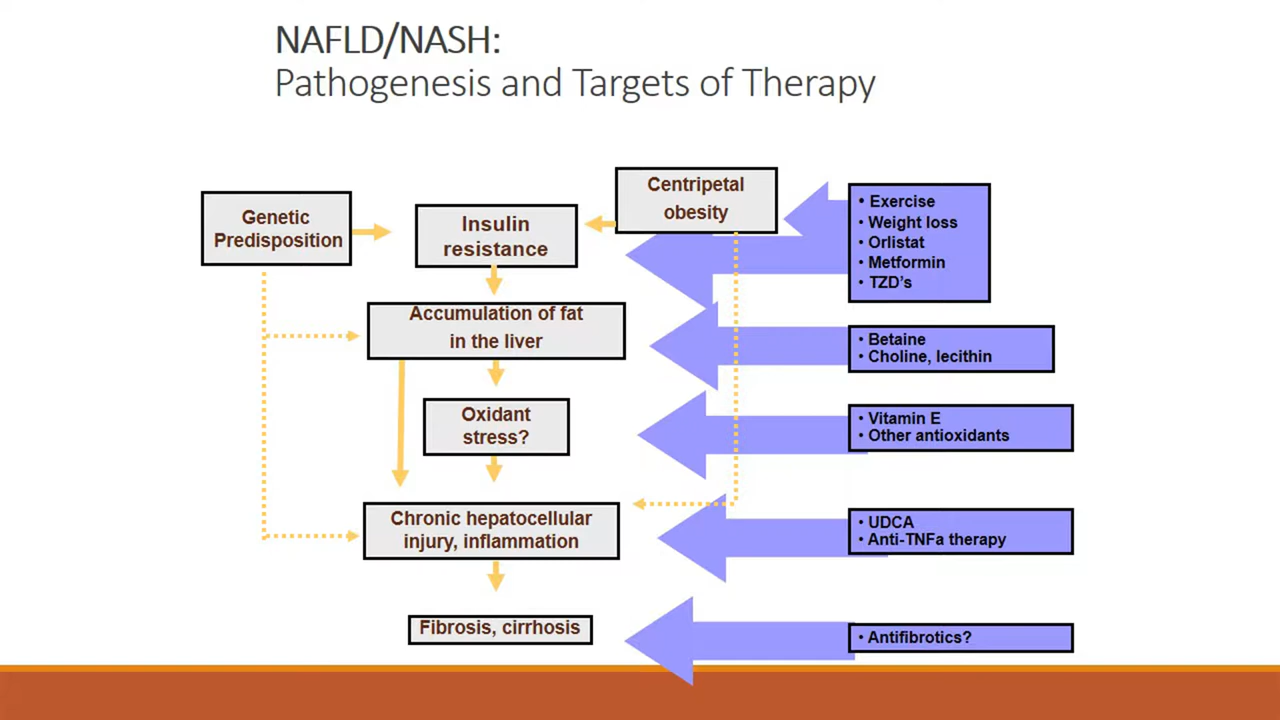 NAFLD/NASH:
Pathogenesis and Targets of Therapy
Genetic
Predisposition
Insulin
resistance
Centripetal
obesity
• Exercise
• Weight loss
• Orlistat
• Metformin
• TZD's
Accumulation of fat
in the liver
• Betaine
• Choline, lecithin
Oxidant
stress?
• Vitamin E
• Other antioxidants
Chronic hepatocellular
injury, inflammation
• UDCA
• Anti-TNFa therapy
Fibrosis, cirrhosis
• Antifibrotics?